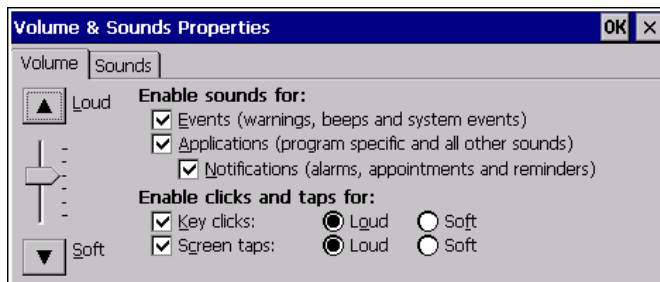 Volume & Sounds Properties OK ×
Volume Sounds
Loud
Enable sounds for:
Events (warnings, beeps and system events)
Applications (program specific and all other sounds)
Notifications (alarms, appointments and reminders)
Enable clicks and taps for:
Key clicks: Loud Soft
Screen taps: Loud Soft
Soft